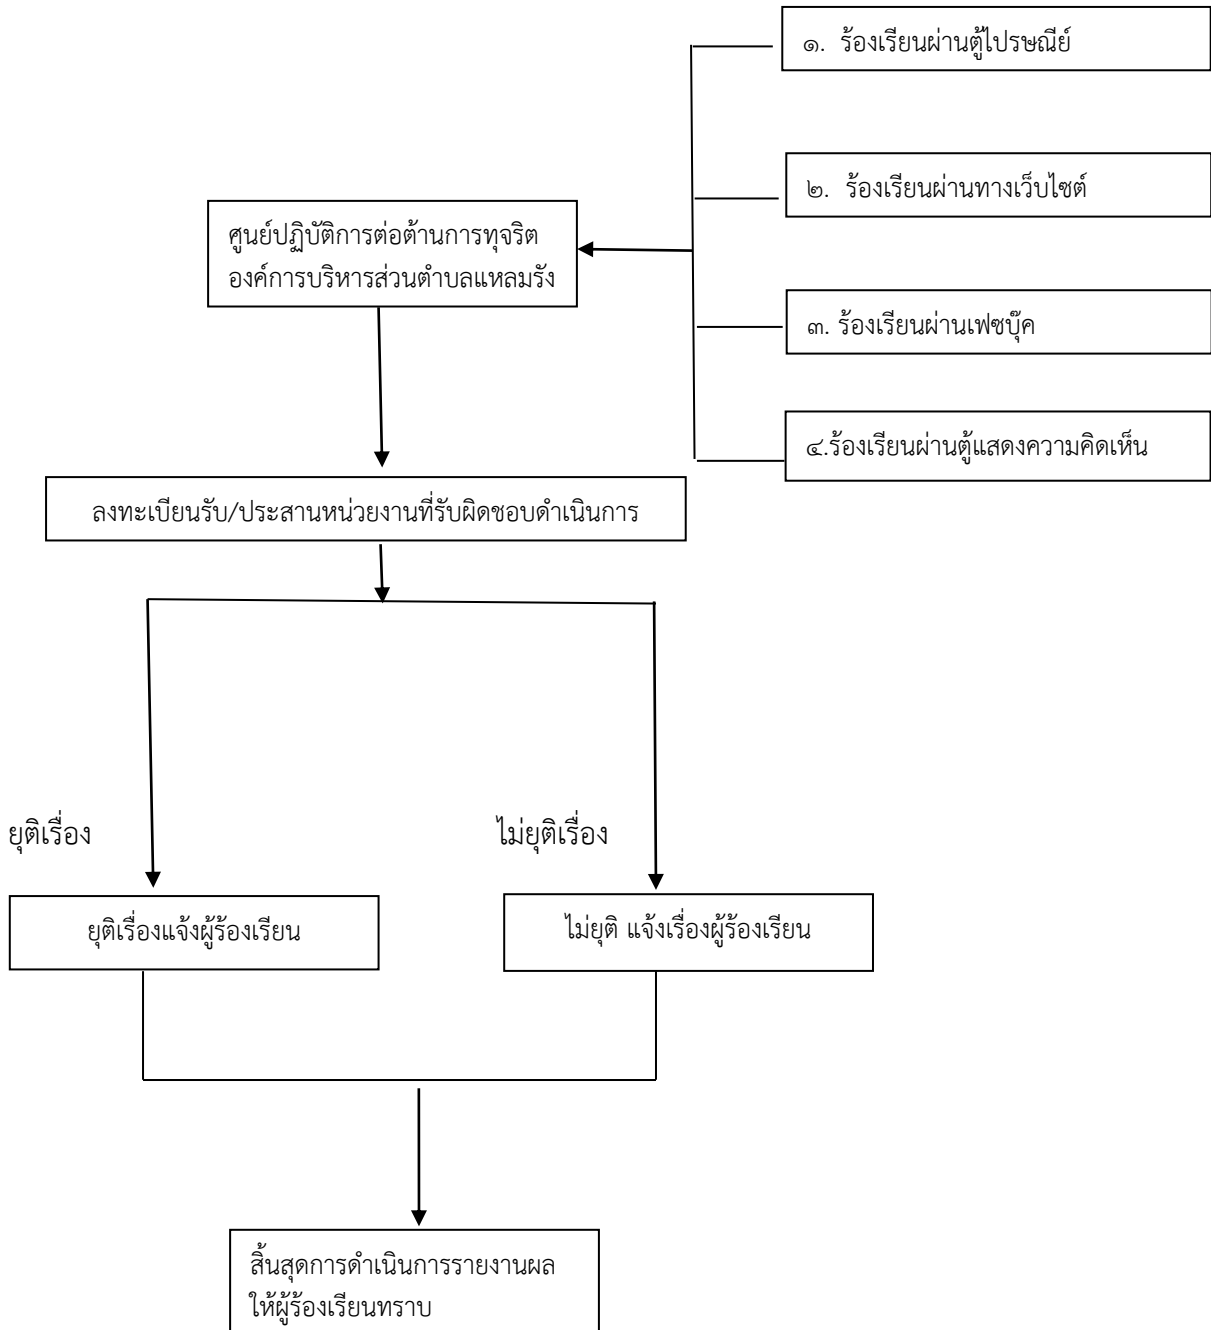 ๑. ร้องเรียนผ่านตู้ไปรษณีย์
๒. ร้องเรียนผ่านทางเว็บไซต์
ศูนย์ปฏิบัติการต่อต้านการทุจริต
องค์การบริหารส่วนตำบลแหลมรัง
๓. ร้องเรียนผ่านเฟซบุ๊ค
๔.ร้องเรียนผ่านตู้แสดงความคิดเห็น
ลงทะเบียนรับ/ประสานหน่วยงานที่รับผิดชอบดำเนินการ
ยุติเรื่อง
ไม่ยุติเรื่อง
ยุติเรื่องแจ้งผู้ร้องเรียน
ไม่ยุติ แจ้งเรื่องผู้ร้องเรียน
สิ้นสุดการดำเนินการรายงานผล
ให้ผู้ร้องเรียนทราบ